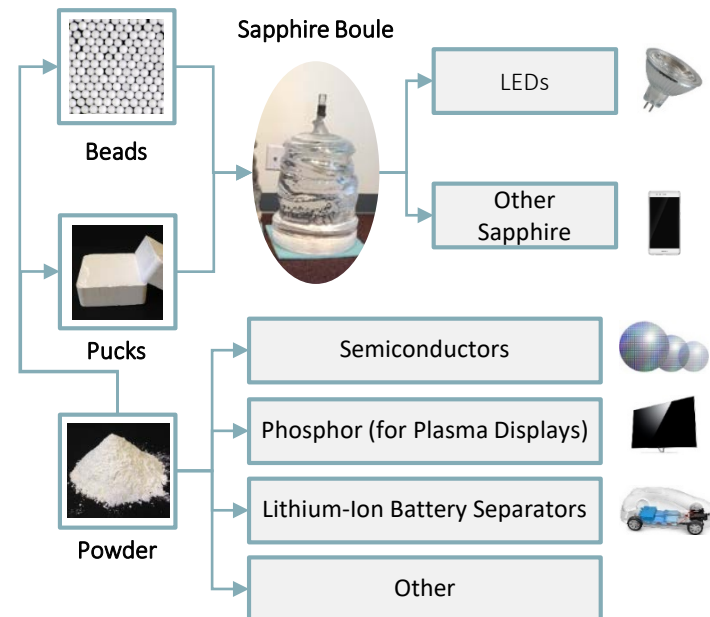 Sapphire Boule
Beads
LEDs
Other
Sapphire
Pucks
Semiconductors
Phosphor (for Plasma Displays)
Lithium-Ion Battery Separators
Powder
Other